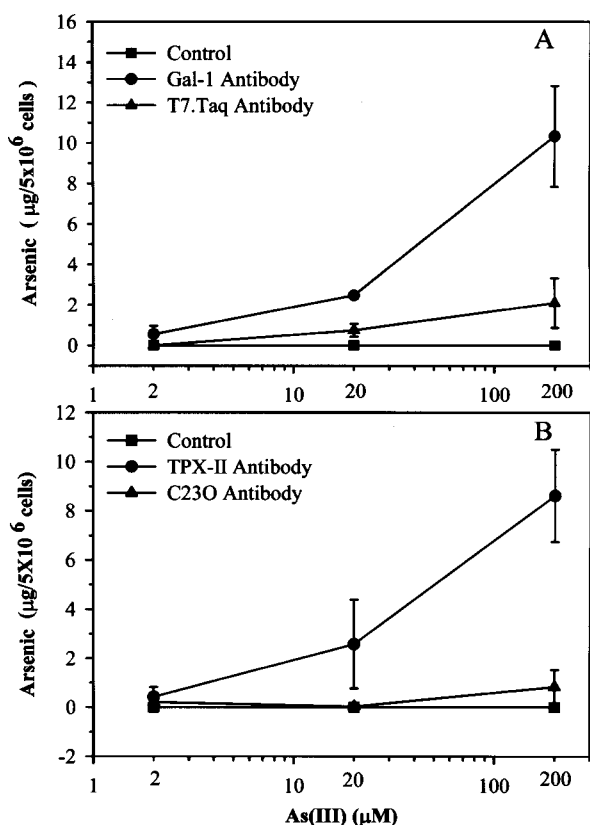 A
Control
Gal-1 Antibody
T7.Taq Antibody
Arsenic ( µg/5x10⁶ cells)
16
14
12
10
8
6
4
2
0
1 2 10 20 100 200
B
Control
TPX-II Antibody
C23O Antibody
Arsenic (µg/5X10⁶ cells)
12
10
8
6
4
2
0
-2
1 2 10 20 100 200
As(III) (µM)